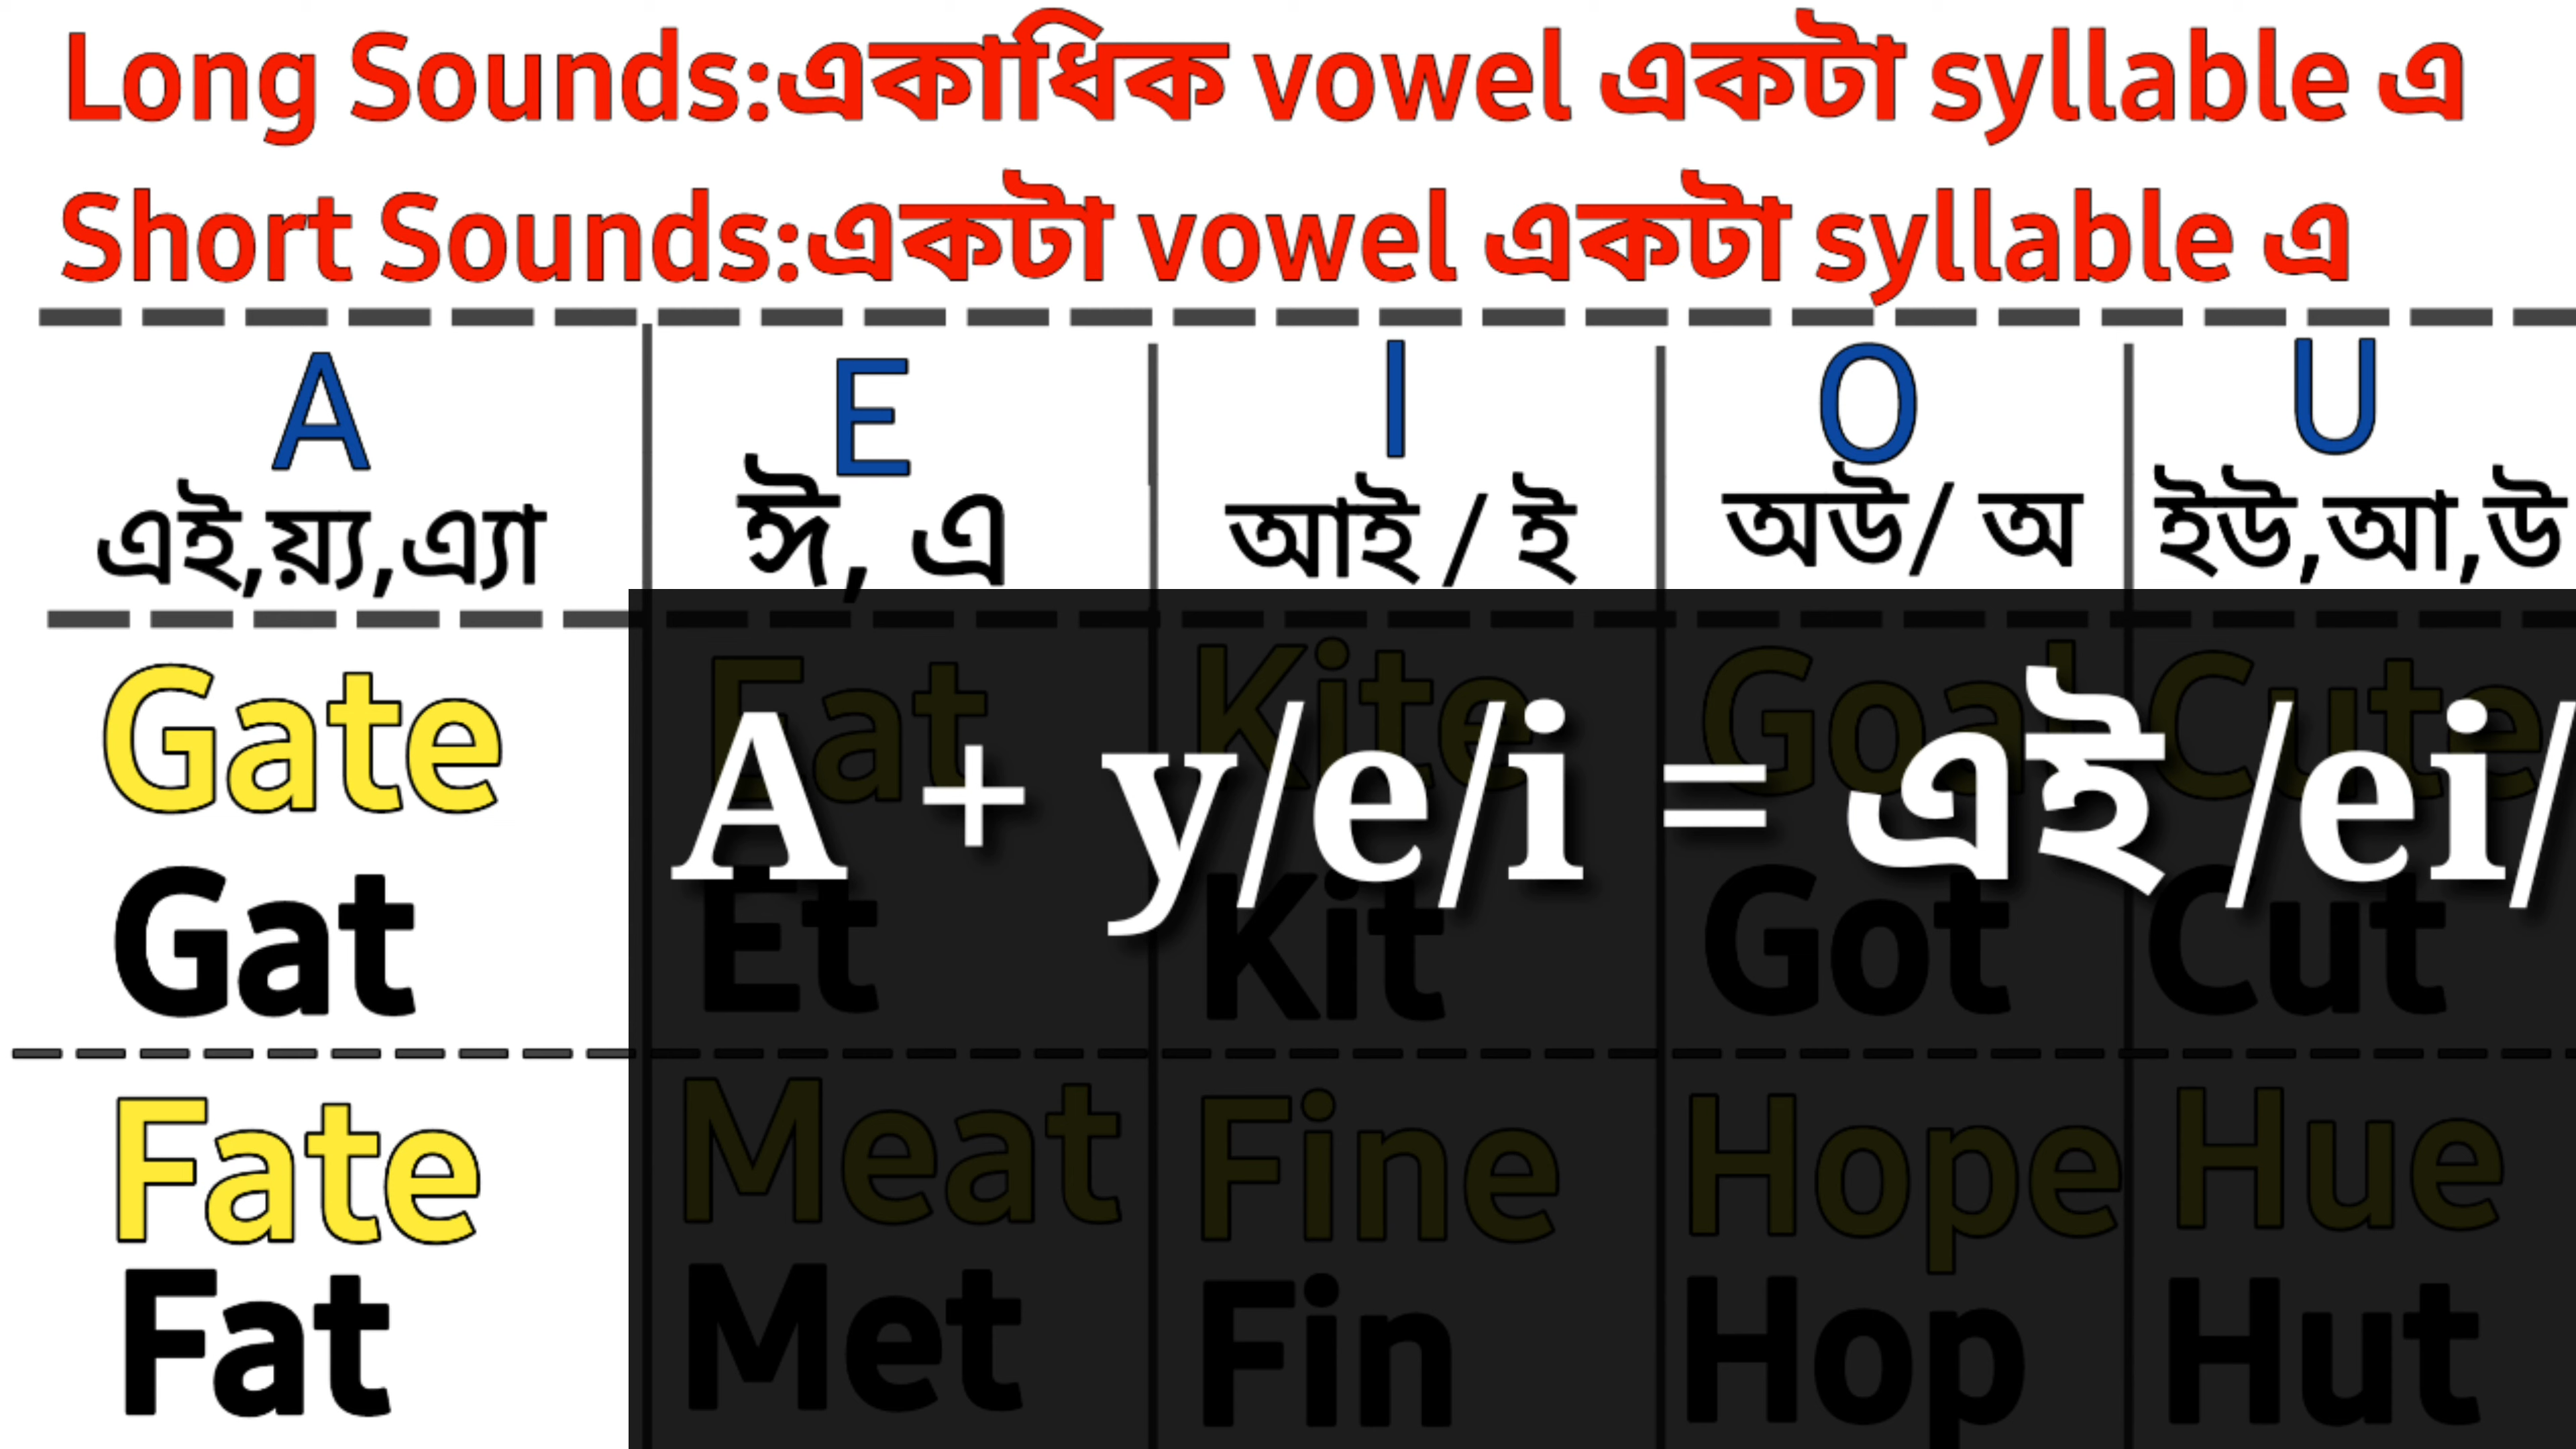 Long Sounds:একাধিক vowel একটা syllable এ
Short Sounds:একটা vowel একটা syllable এ
A E I O U
এই,য়্য,এ্যা ঈ, এ আই / ই অউ/ অ ইউ,আ,উ
Gate Eat Kite Goal Cute
A + y/e/i = এই /ei/
Gat Et Kit Got Cut
Fate Meat Fine Hope Hue
Fat Met Fin Hop Hut